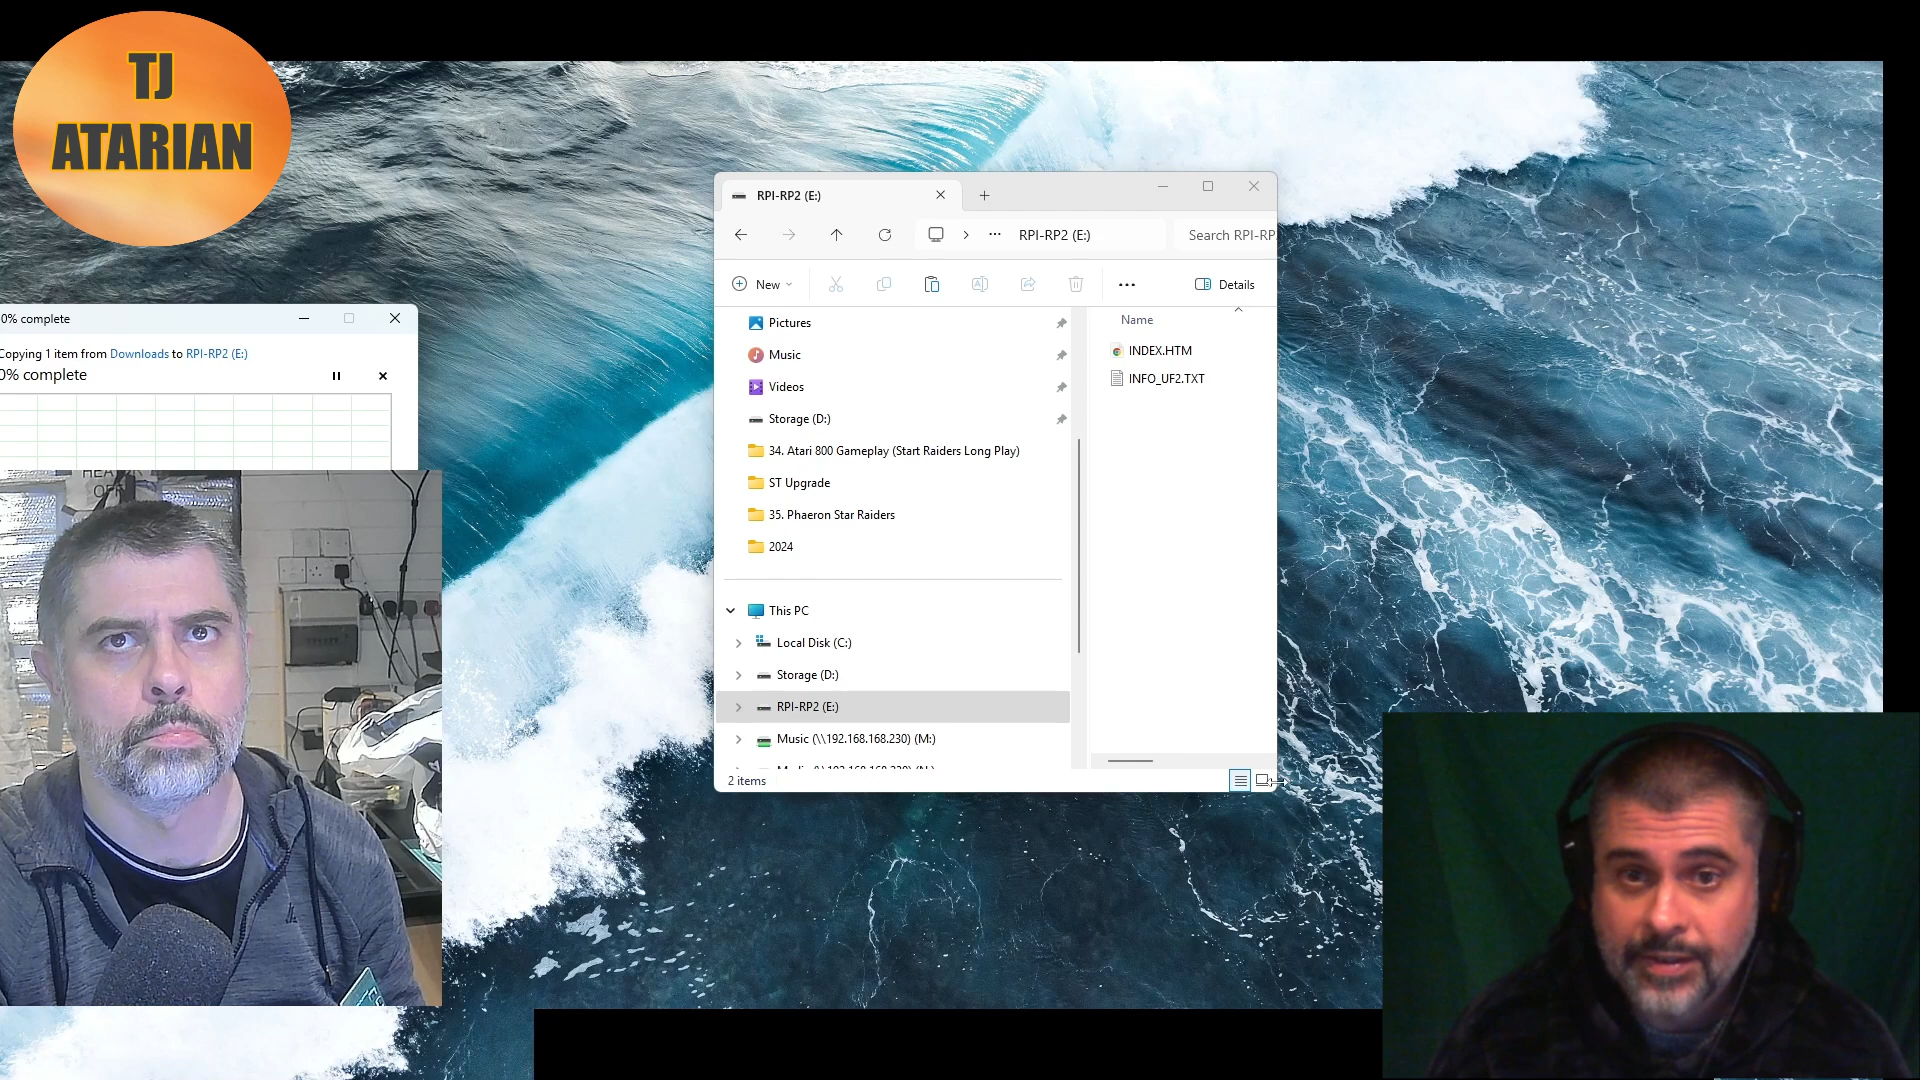 TJ
ATARIAN
RPI-RP2 (E:)
RPI-RP2 (E:)
Search RPI-RP
New
Details
0% complete
Copying 1 item from Downloads to RPI-RP2 (E:)
0% complete
Pictures
Music
Videos
Storage (D:)
34. Atari 800 Gameplay (Start Raiders Long Play)
ST Upgrade
35. Phaeron Star Raiders
2024
This PC
Local Disk (C:)
Storage (D:)
RPI-RP2 (E:)
Music (\\192.168.168.230) (M:)
2 items
Name
INDEX.HTM
INFO_UF2.TXT
OFF